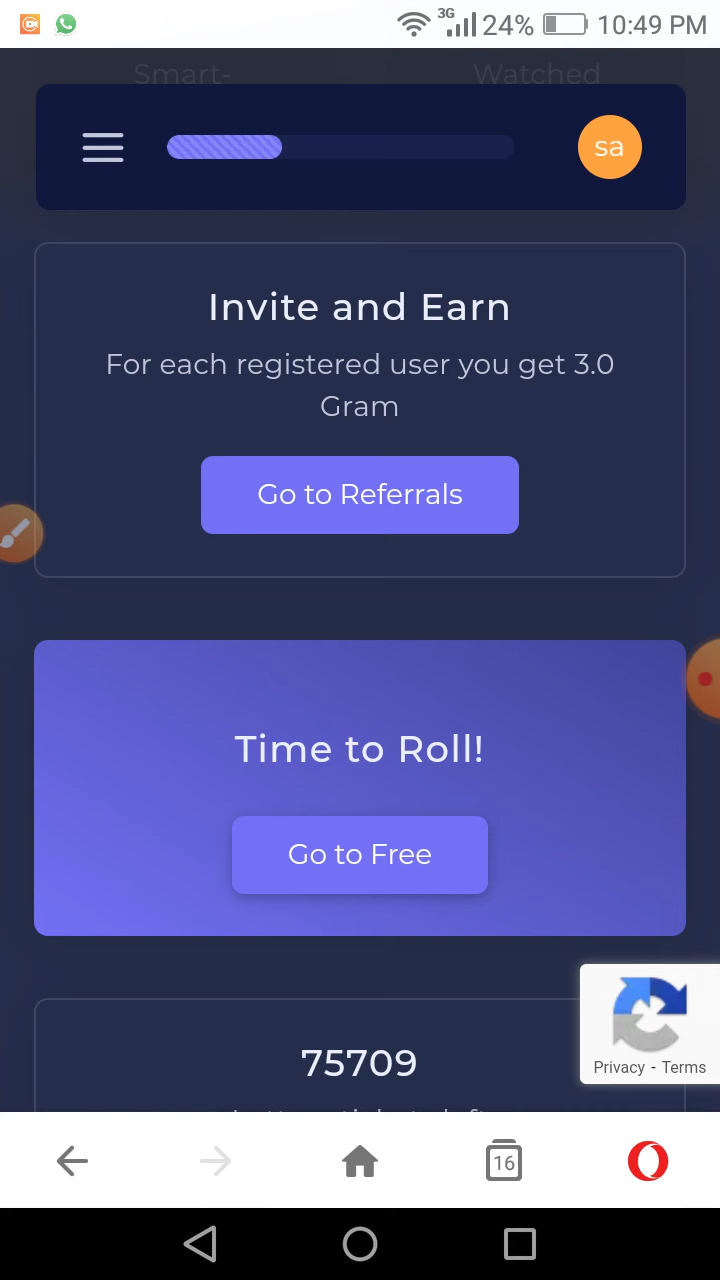 3G 24% 10:49 PM
Smart- Watched
sa
Invite and Earn
For each registered user you get 3.0
Gram
Go to Referrals
Time to Roll!
Go to Free
75709
Privacy - Terms
16